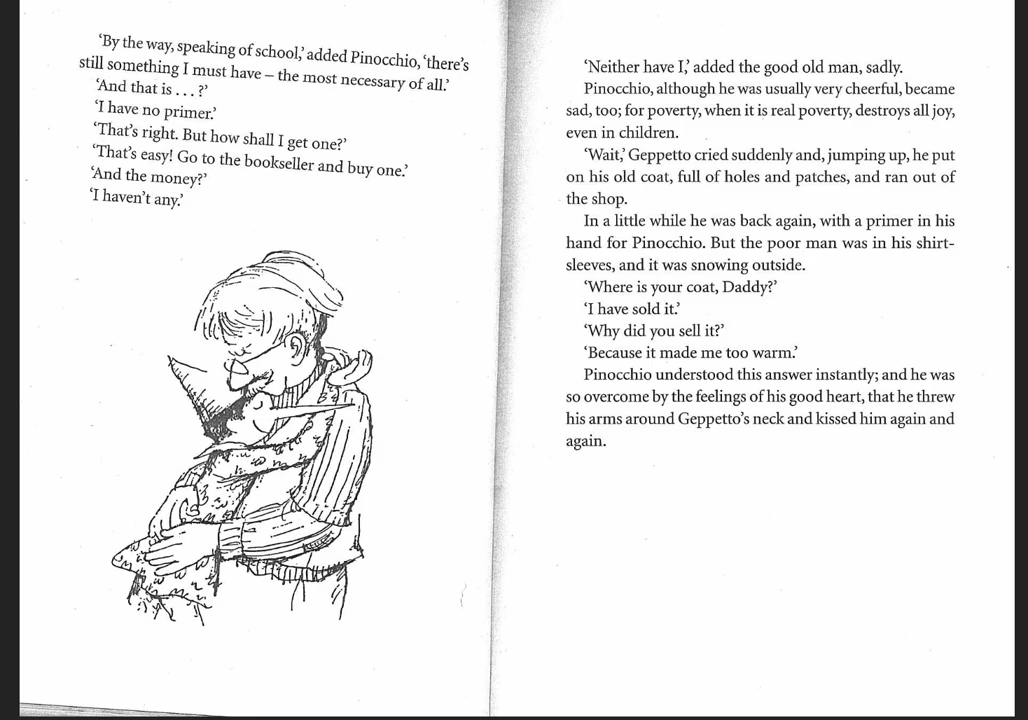 ‘By the way, speaking of school,’ added Pinocchio, ‘there’s
still something I must have – the most necessary of all.’
‘And that is . . . ?’
‘I have no primer.’
‘That’s right. But how shall I get one?’
‘That’s easy! Go to the bookseller and buy one.’
‘And the money?’
‘I haven’t any.’
‘Neither have I,’ added the good old man, sadly.
Pinocchio, although he was usually very cheerful, became
sad, too; for poverty, when it is real poverty, destroys all joy,
even in children.
‘Wait,’ Geppetto cried suddenly and, jumping up, he put
on his old coat, full of holes and patches, and ran out of
the shop.
In a little while he was back again, with a primer in his
hand for Pinocchio. But the poor man was in his shirt-
sleeves, and it was snowing outside.
‘Where is your coat, Daddy?’
‘I have sold it.’
‘Why did you sell it?’
‘Because it made me too warm.’
Pinocchio understood this answer instantly; and he was
so overcome by the feelings of his good heart, that he threw
his arms around Geppetto’s neck and kissed him again and
again.